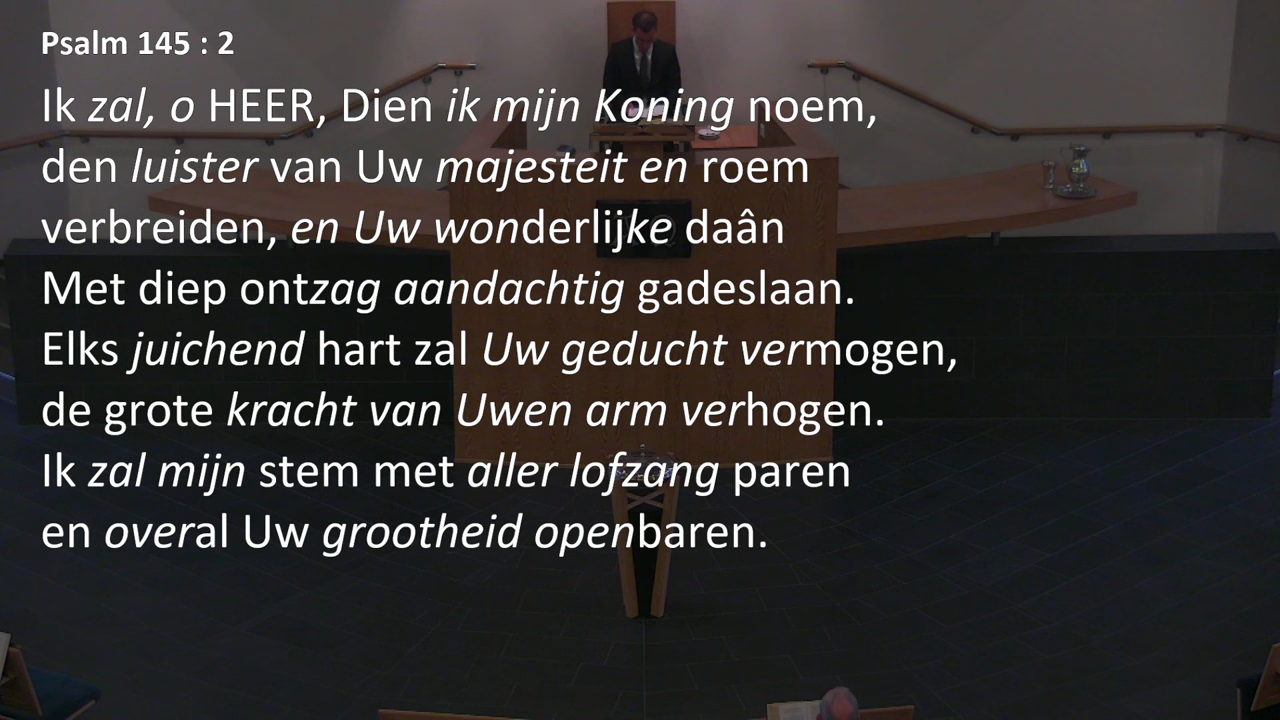 Psalm 145 : 2
Ik zal, o HEER, Dien ik mijn Koning noem,
den luister van Uw majesteit en roem
verbreiden, en Uw wonderlijke daân
Met diep ontzag aandachtig gadeslaan.
Elks juichend hart zal Uw geducht vermogen,
de grote kracht van Uwen arm verhogen.
Ik zal mijn stem met aller lofzang paren
en overal Uw grootheid openbaren.